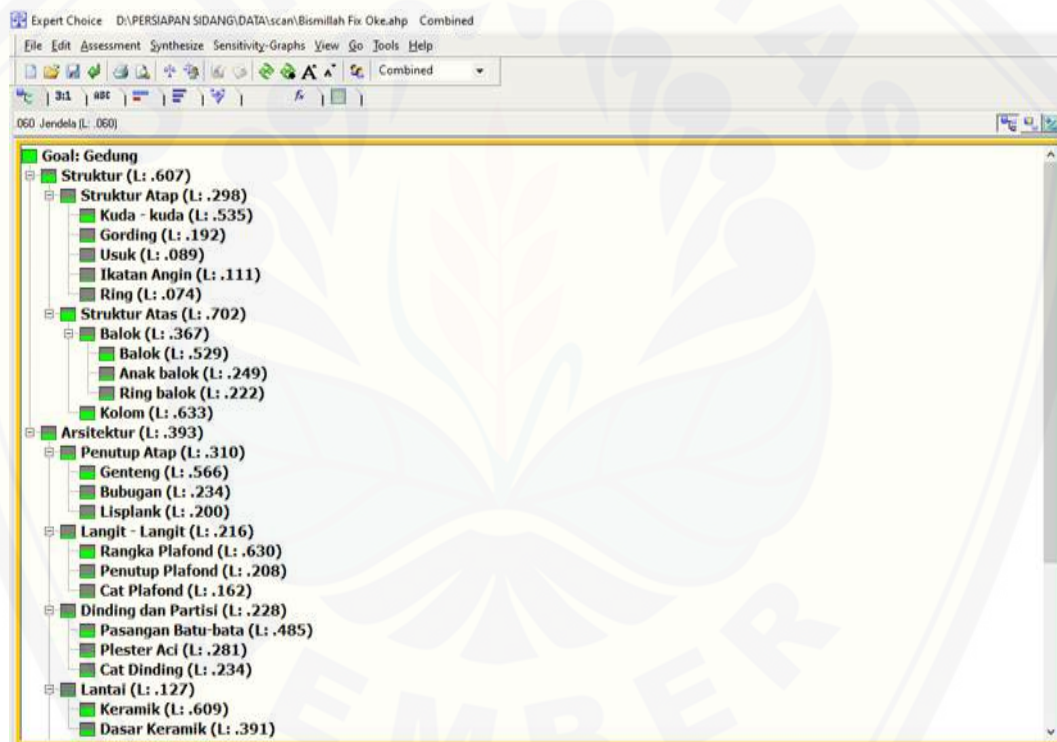 Expert Choice D:\PERSIAPAN SIDANG\DATA\scan\Bismillah Fix Oke.ahp Combined
File Edit Assessment Synthesize Sensitivity-Graphs View Go Tools Help
Combined
3:1 ABC
.060 Jendela (L: .060)
Goal: Gedung
Struktur (L: .607)
Struktur Atap (L: .298)
Kuda - kuda (L: .535)
Gording (L: .192)
Usuk (L: .089)
Ikatan Angin (L: .111)
Ring (L: .074)
Struktur Atas (L: .702)
Balok (L: .367)
Balok (L: .529)
Anak balok (L: .249)
Ring balok (L: .222)
Kolom (L: .633)
Arsitektur (L: .393)
Penutup Atap (L: .310)
Genteng (L: .566)
Bubugan (L: .234)
Lisplank (L: .200)
Langit - Langit (L: .216)
Rangka Plafond (L: .630)
Penutup Plafond (L: .208)
Cat Plafond (L: .162)
Dinding dan Partisi (L: .228)
Pasangan Batu-bata (L: .485)
Plester Aci (L: .281)
Cat Dinding (L: .234)
Lantai (L: .127)
Keramik (L: .609)
Dasar Keramik (L: .391)